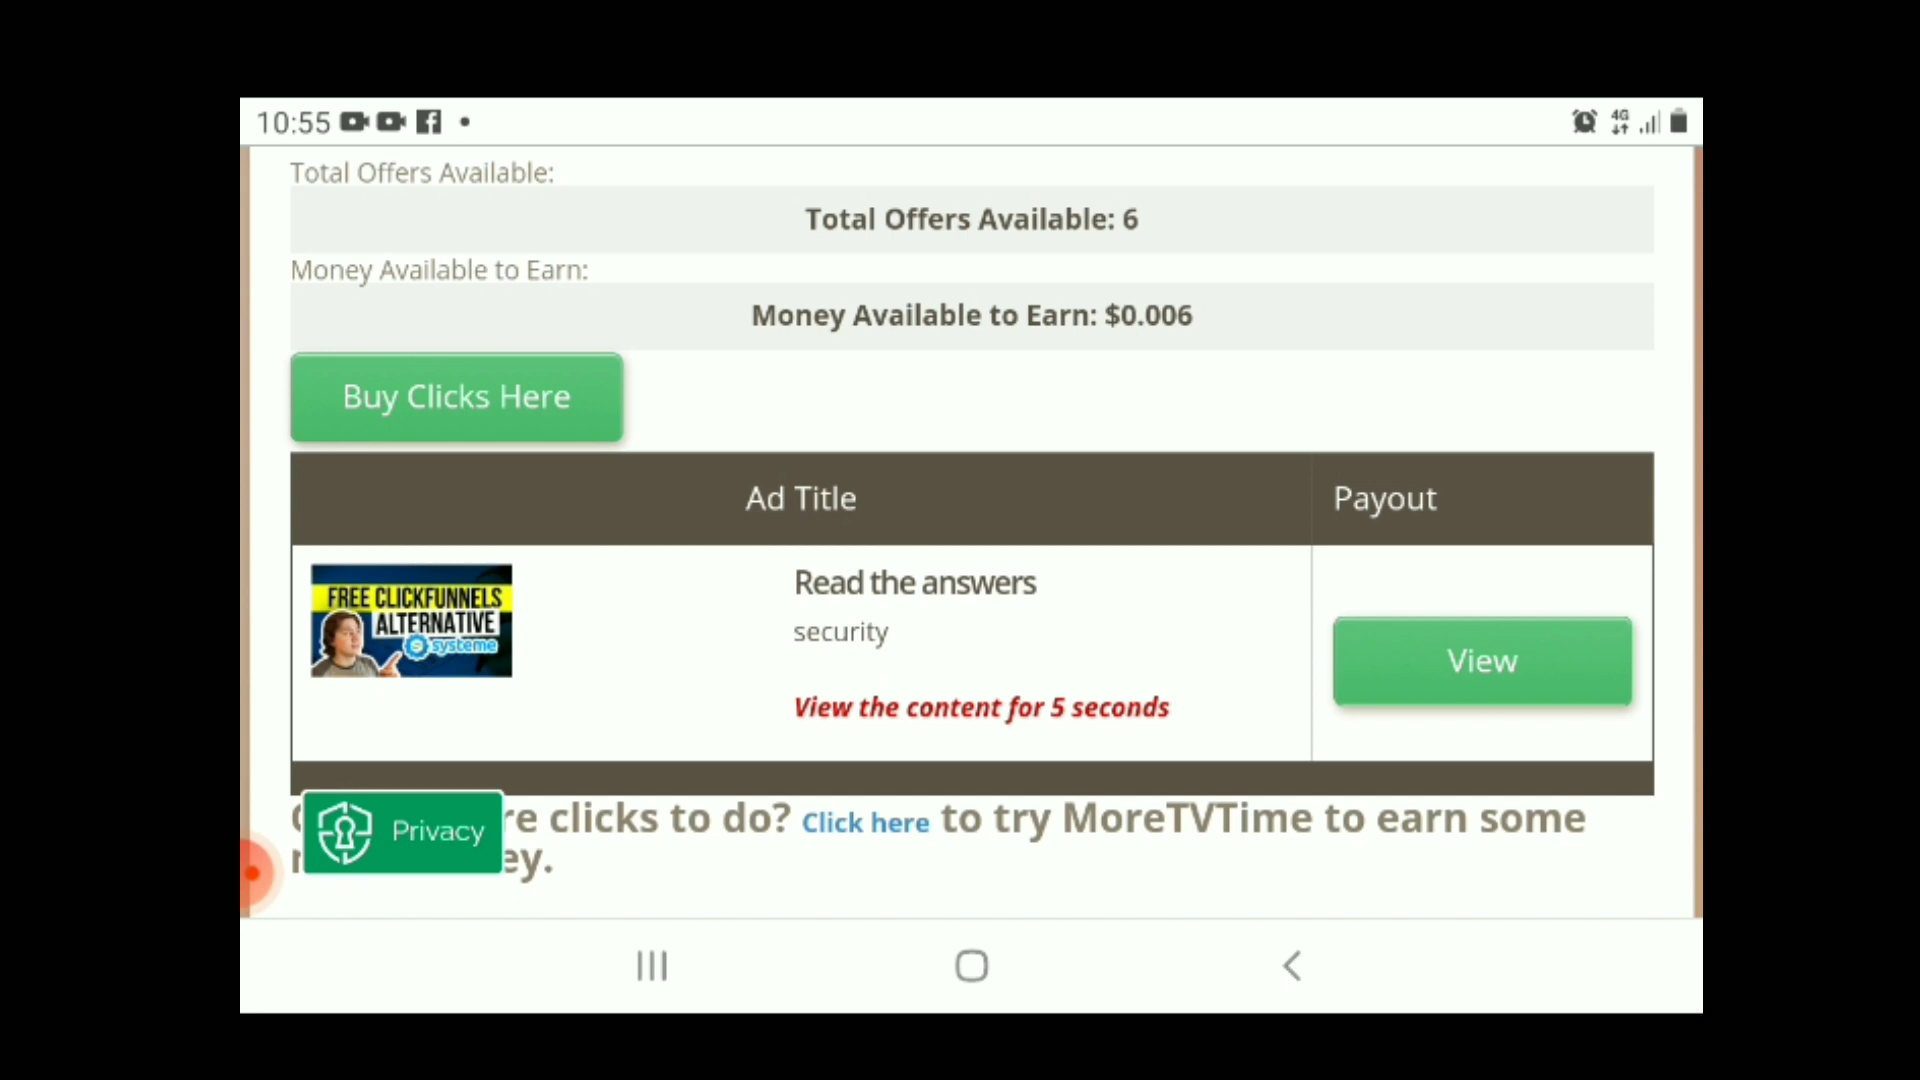 10:55
4G
Total Offers Available:
Total Offers Available: 6
Money Available to Earn:
Money Available to Earn: $0.006
Buy Clicks Here
Ad Title Payout
FREE CLICKFUNNELS
ALTERNATIVE
systeme
Read the answers
security
View the content for 5 seconds
View
clicks to do? Click here to try MoreTVTime to earn some
Privacy